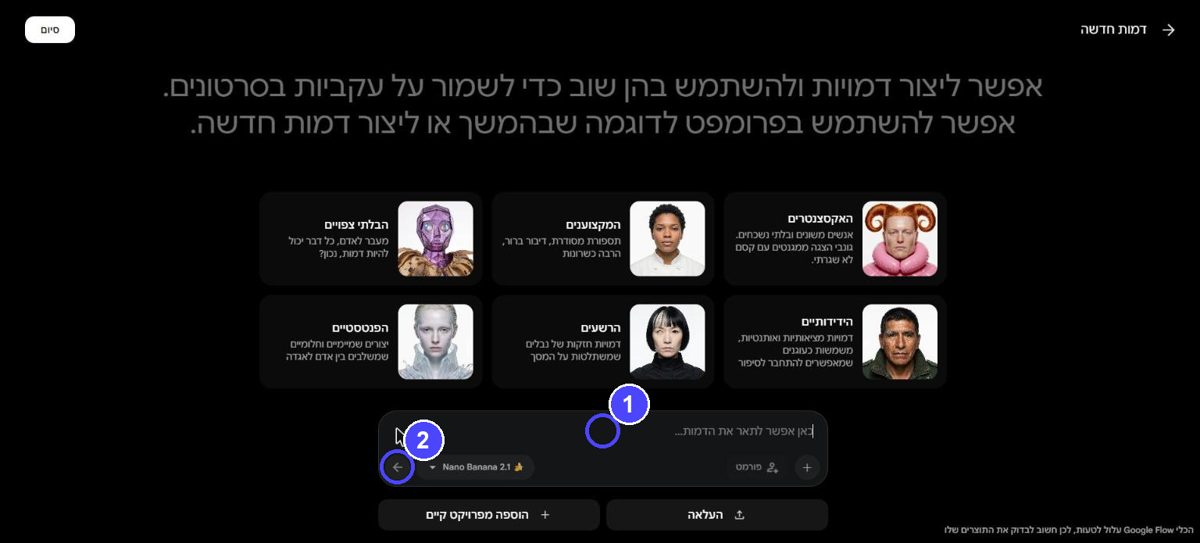 דמות חדשה
סיום
אפשר ליצור דמויות ולהשתמש בהן שוב כדי לשמור על עקביות בסרטונים.
אפשר להשתמש בפרומפט לדוגמה שבהמשך או ליצור דמות חדשה.
האקסצנטרים
אנשים משונים ובלתי נשכחים.
גונבי הצגה ממגנטים עם קסם
לא שגרתי.
המקצוענים
תספורת מסודרת, דיבור ברור,
הרבה כשרונות
הבלתי צפויים
מעבר לאדם, כל דבר יכול
להיות דמות, נכון?
הידידותיים
דמויות מציאותיות ואותנטיות,
משמשות כעוגנים
שמאפשרים להתחבר לסיפור
הרשעים
דמויות חזקות של נבלים
שמשתלטות על המסך
הפנטסטיים
יצורים שמיימיים וחלומיים
שמשלבים בין אדם לאגדה
1
כאן אפשר לתאר את הדמות...
2
פורמט
Nano Banana 2.1
העלאה
הוספה מפרויקט קיים
הכלי Google Flow עלול לטעות, לכן חשוב לבדוק את התוצרים שלו